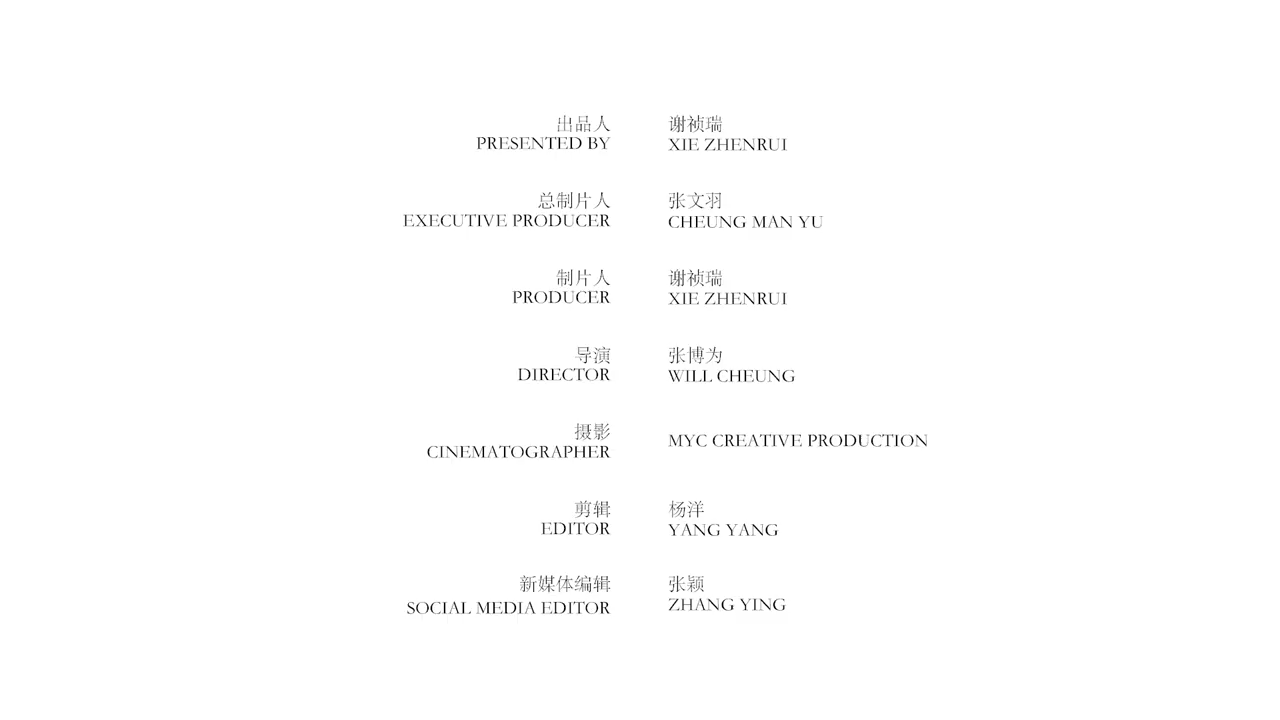 出品人 谢祯瑞
PRESENTED BY XIE ZHENRUI
总制片人 张文羽
EXECUTIVE PRODUCER CHEUNG MAN YU
制片人 谢祯瑞
PRODUCER XIE ZHENRUI
导演 张博为
DIRECTOR WILL CHEUNG
摄影
CINEMATOGRAPHER MYC CREATIVE PRODUCTION
剪辑 杨洋
EDITOR YANG YANG
新媒体编辑 张颖
SOCIAL MEDIA EDITOR ZHANG YING